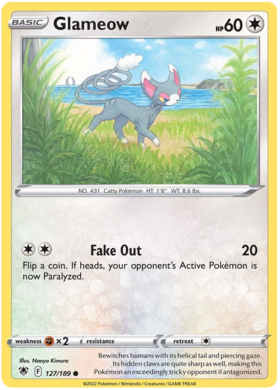 BASIC Glameow HP60
NO. 431 Catty Pokémon HT: 1'8" WT: 8.6 lbs.
Fake Out 20
Flip a coin. If heads, your opponent's Active Pokémon is
now Paralyzed.
weakness ×2 resistance retreat
Illus. Naoyo Kimura
F 127/189
Bewitches humans with its helical tail and piercing gaze.
Its hidden claws are quite sharp as well, making this
Pokémon an exceedingly tricky opponent if antagonized.
©2022 Pokémon / Nintendo / Creatures / GAME FREAK